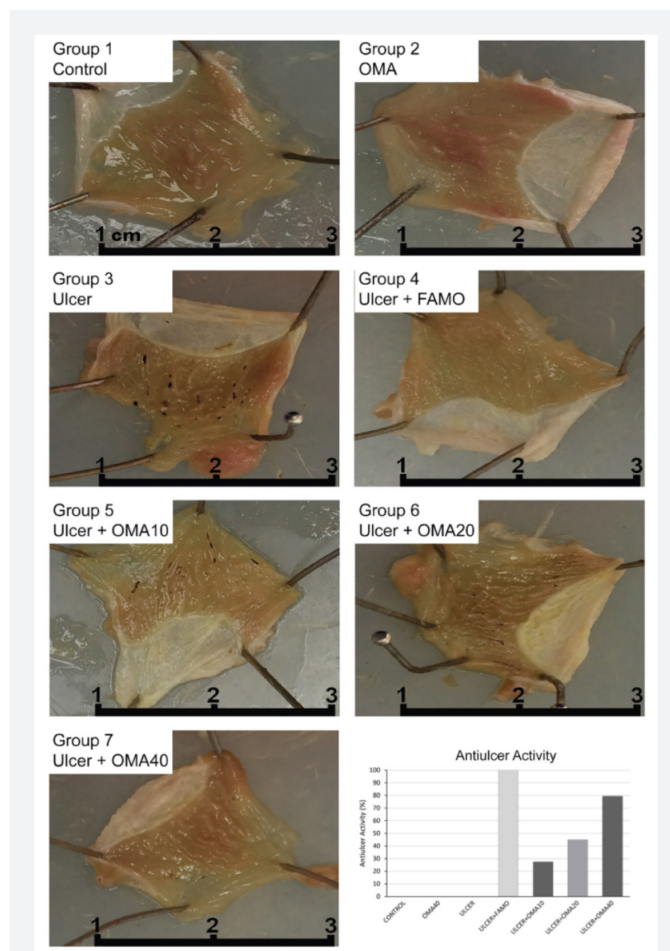 Group 1
Control
1 cm 2 3
Group 2
OMA
1 2 3
Group 3
Ulcer
1 2 3
Group 4
Ulcer + FAMO
1 2 3
Group 5
Ulcer + OMA10
1 2 3
Group 6
Ulcer + OMA20
1 2 3
Group 7
Ulcer + OMA40
1 2 3
Antiulcer Activity
Antiulcer Activity (%)
100
90
80
70
60
50
40
30
20
10
0
CONTROL
OMA40
ULCER
ULCER+FAMO
ULCER+OMA10
ULCER+OMA20
ULCER+OMA40